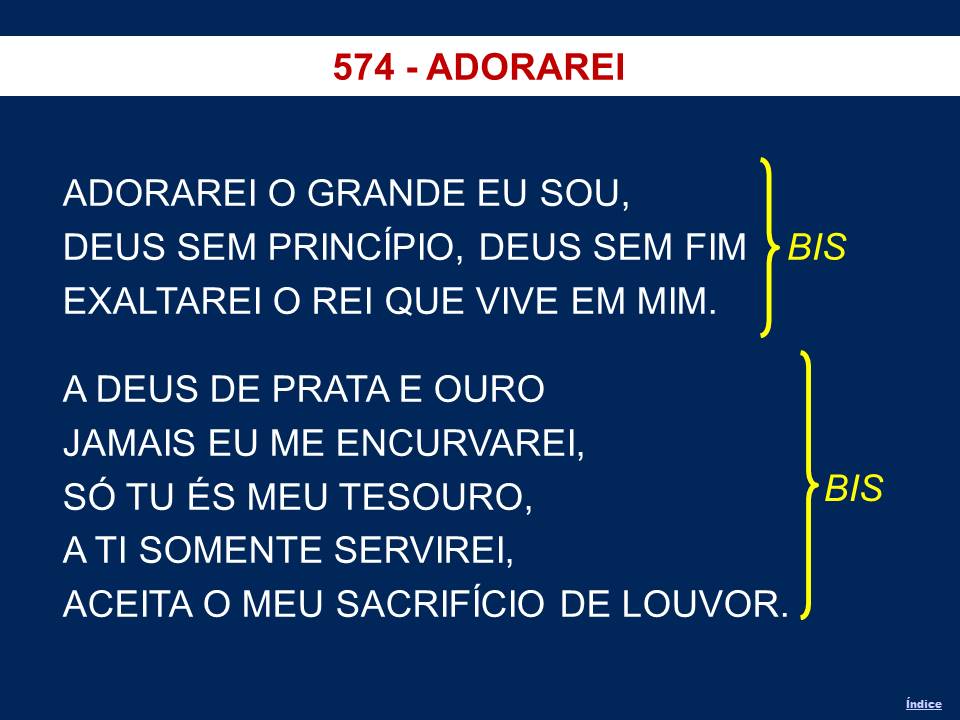 574 - ADORAREI
ADORAREI O GRANDE EU SOU,
DEUS SEM PRINCÍPIO, DEUS SEM FIM
BIS
EXALTAREI O REI QUE VIVE EM MIM.
A DEUS DE PRATA E OURO
JAMAIS EU ME ENCURVAREI,
SÓ TU ÉS MEU TESOURO,
BIS
A TI SOMENTE SERVIREI,
ACEITA O MEU SACRIFÍCIO DE LOUVOR.
Índice